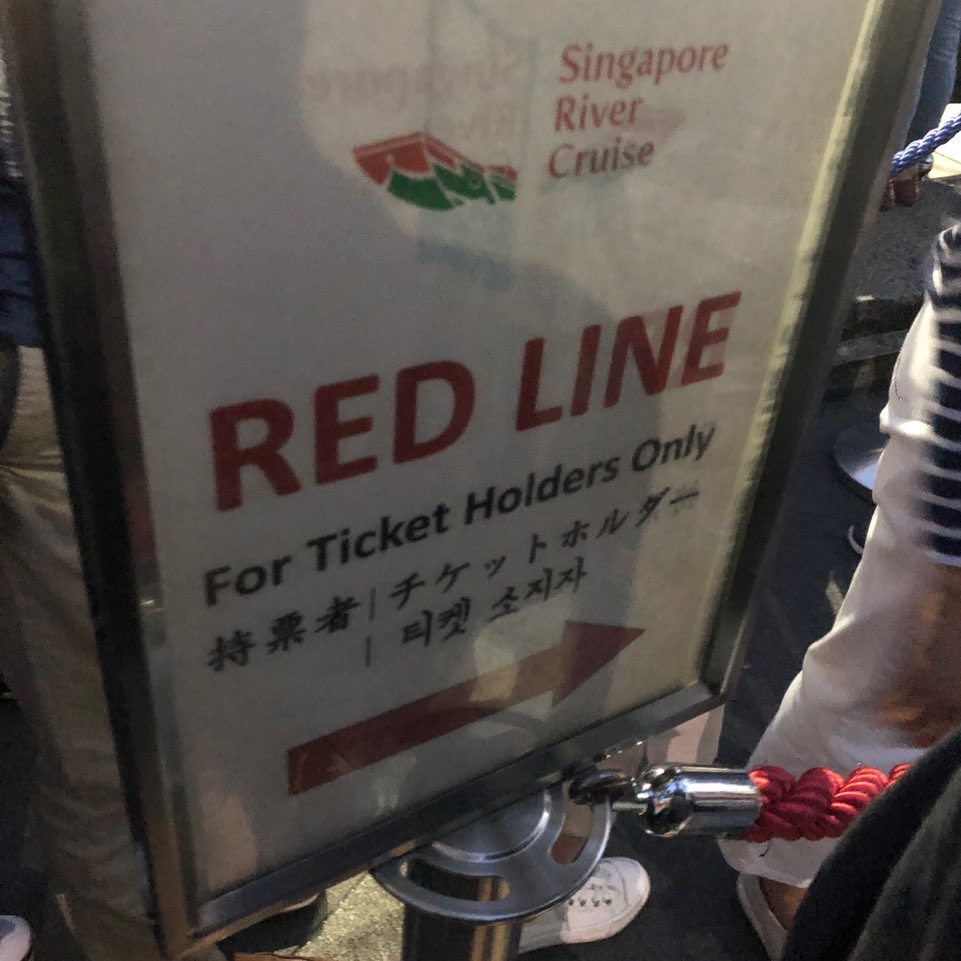 Singapore
River
Cruise
RED LINE
For Ticket Holders Only
持票者 | チケットホルダー
| 티켓 소지자